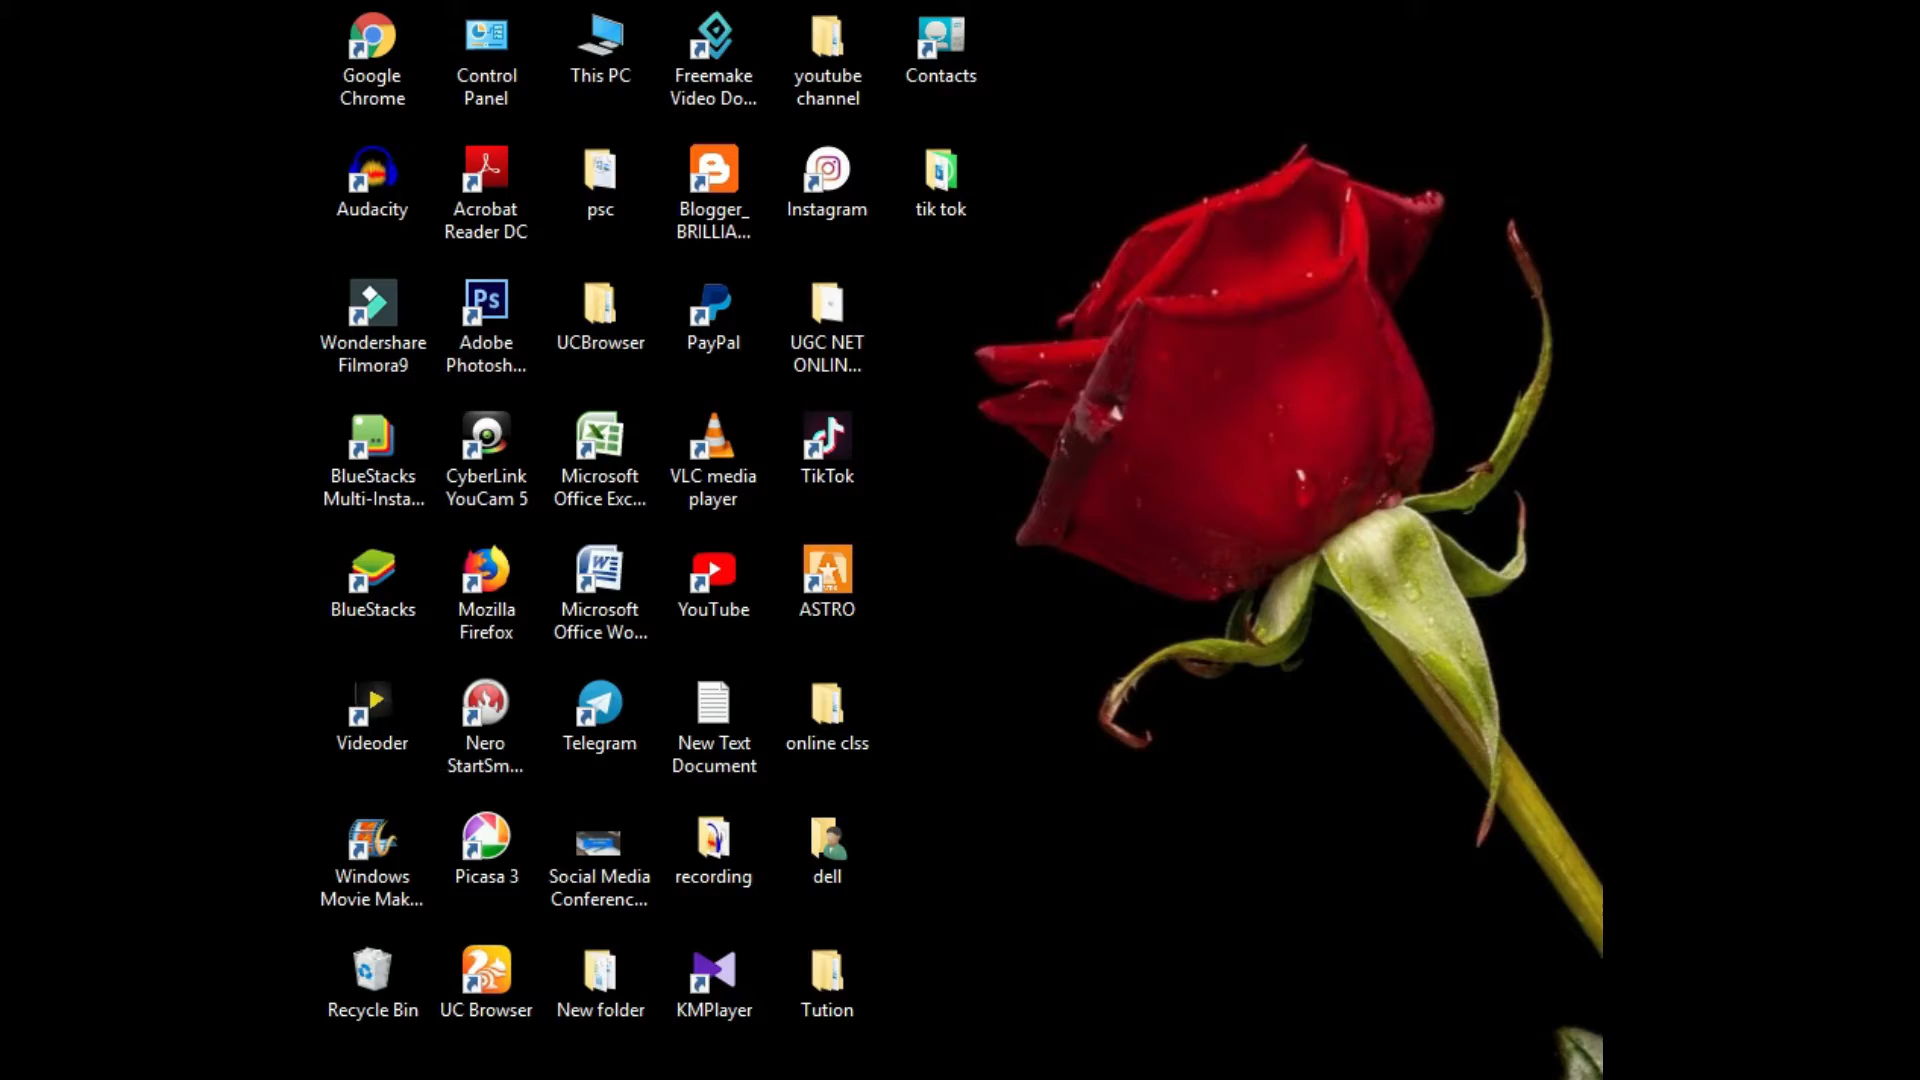 Google
Chrome
Control
Panel
This PC
Freemake
Video Do...
youtube
channel
Contacts
Audacity
Acrobat
Reader DC
psc
Blogger_
BRILLIA...
Instagram
tik tok
Wondershare
Filmora9
Ps
Adobe
Photosh...
UCBrowser
PayPal
UGC NET
ONLIN...
BlueStacks
Multi-Insta...
CyberLink
YouCam 5
Microsoft
Office Exc...
VLC media
player
TikTok
BlueStacks
Mozilla
Firefox
Microsoft
Office Wo...
YouTube
ASTRO
Videoder
Nero
StartSm...
Telegram
New Text
Document
online clss
Windows
Movie Mak...
Picasa 3
Social Media
Conferenc...
recording
dell
Recycle Bin
UC Browser
New folder
KMPlayer
Tution